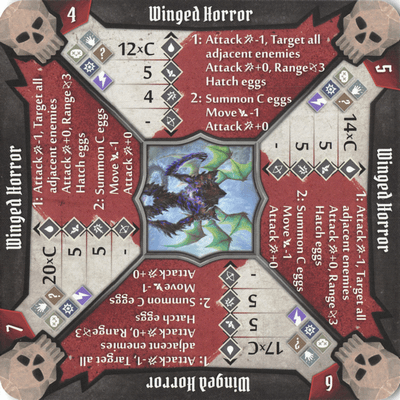 4
Winged Horror
12xC
5
4
-
1: Attack -1, Target all
adjacent enemies
Attack +0, Range 3
Hatch eggs
2: Summon C eggs
Move -1
Attack +0
5
Winged Horror
14xC
5
5
-
1: Attack -1, Target all
adjacent enemies
Attack +0, Range 3
Hatch eggs
2: Summon C eggs
Move -1
Attack +0
6
Winged Horror
17xC
5
5
-
1: Attack -1, Target all
adjacent enemies
Attack +0, Range 3
Hatch eggs
2: Summon C eggs
Move -1
Attack +0
7
Winged Horror
20xC
5
5
-
1: Attack -1, Target all
adjacent enemies
Attack +0, Range 3
Hatch eggs
2: Summon C eggs
Move -1
Attack +0